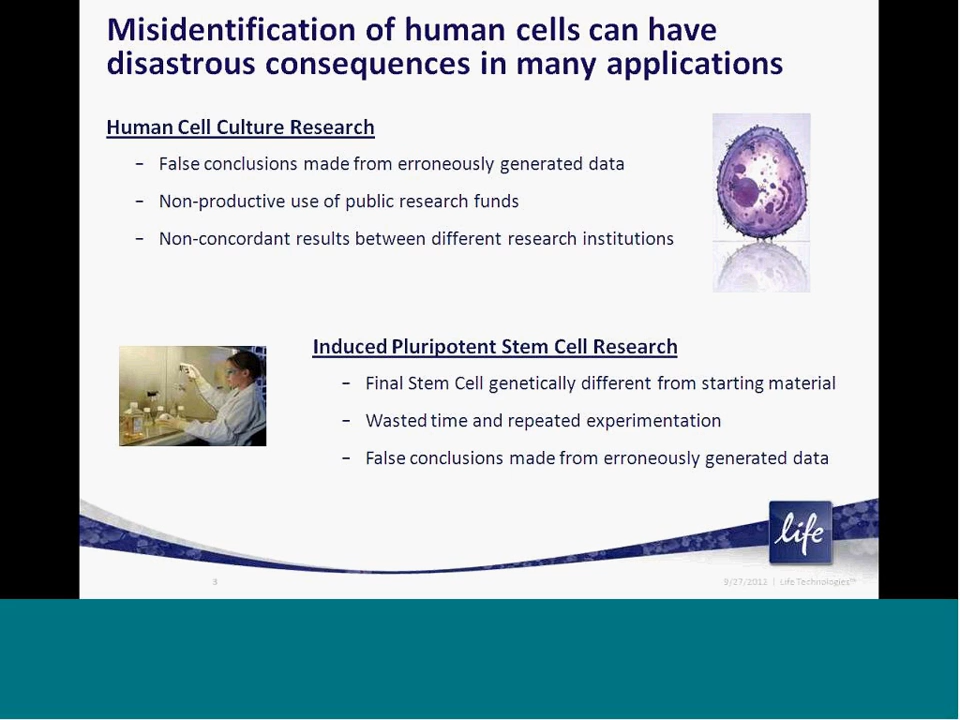 Misidentification of human cells can have
disastrous consequences in many applications
Human Cell Culture Research
– False conclusions made from erroneously generated data
– Non-productive use of public research funds
– Non-concordant results between different research institutions
Induced Pluripotent Stem Cell Research
– Final Stem Cell genetically different from starting material
– Wasted time and repeated experimentation
– False conclusions made from erroneously generated data
life
3
9/27/2012 | Life Technologies™